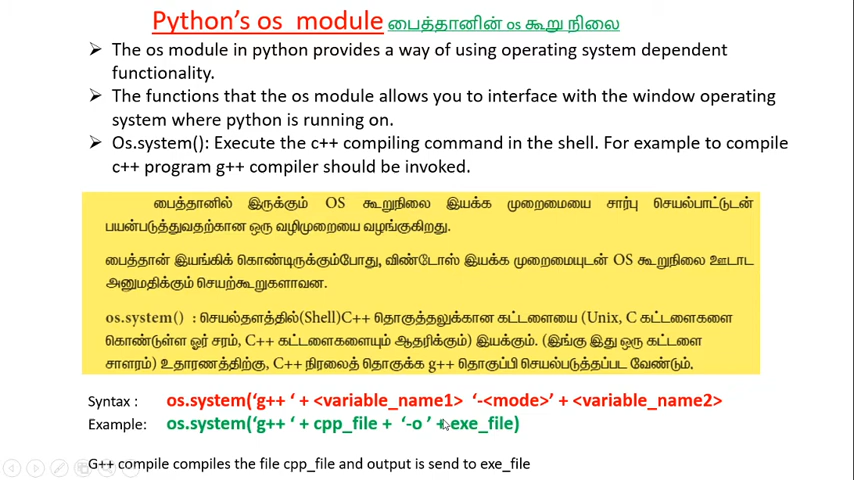 Python's os module பைத்தானின் os கூறு நிலை
➢ The os module in python provides a way of using operating system dependent
functionality.
➢ The functions that the os module allows you to interface with the window operating
system where python is running on.
➢ Os.system(): Execute the c++ compiling command in the shell. For example to compile
c++ program g++ compiler should be invoked.
பைத்தானில் இருக்கும் OS கூறுநிலை இயக்க முறைமையை சார்பு செயல்பாட்டுடன்
பயன்படுத்துவதற்கான ஒரு வழிமுறையை வழங்குகிறது.
பைத்தான் இயங்கிக் கொண்டிருக்கும்போது, விண்டோஸ் இயக்க முறைமையுடன் OS கூறுநிலை ஊடாட
அனுமதிக்கும் செயற்கூறுகளாவன.
os.system() : செயல்தளத்தில்(Shell)C++ தொகுத்தலுக்கான கட்டளையை (Unix, C கட்டளைகளை
கொண்டுள்ள ஓர் சரம், C++ கட்டளைகளையும் ஆதரிக்கும்) இயக்கும். (இங்கு இது ஒரு கட்டளை
சாளரம்) உதாரணத்திற்கு, C++ நிரலைத் தொகுக்க g++ தொகுப்பி செயல்படுத்தப்பட வேண்டும்.
Syntax : os.system('g++ ' + <variable_name1> '-<mode>' + <variable_name2>
Example: os.system('g++ ' + cpp_file + '-o ' + exe_file)
G++ compile compiles the file cpp_file and output is send to exe_file